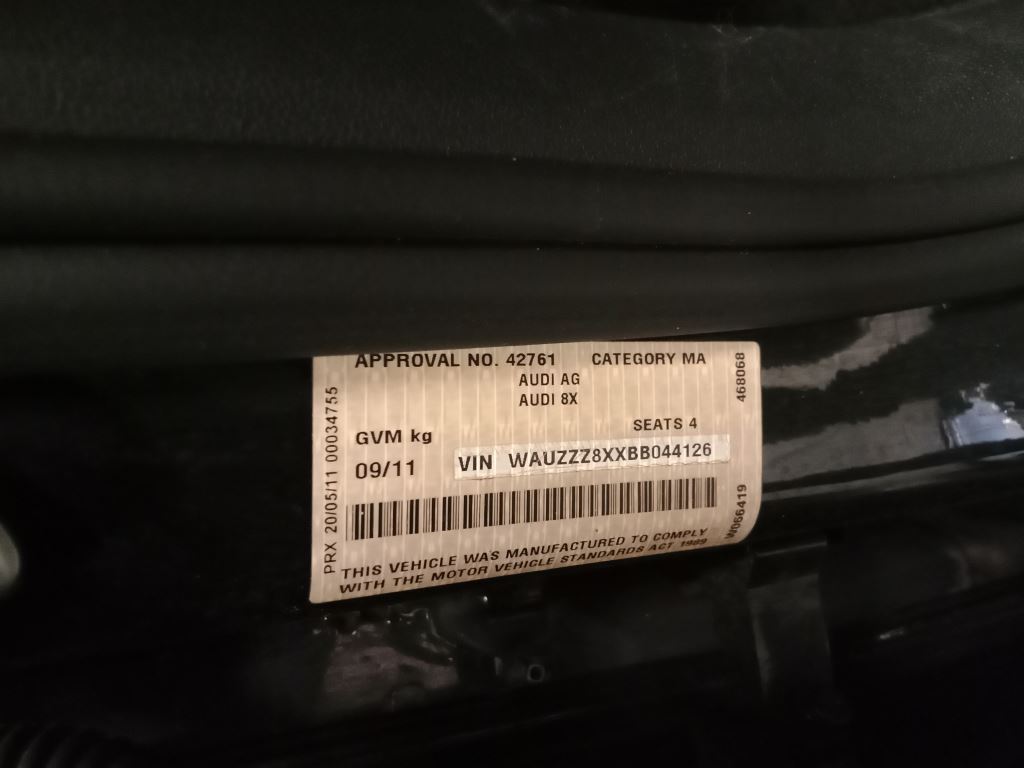 APPROVAL NO. 42761 CATEGORY MA
AUDI AG
AUDI 8X
SEATS 4
GVM kg
09/11
VIN WAUZZZ8XXBB044126
THIS VEHICLE WAS MANUFACTURED TO COMPLY
WITH THE MOTOR VEHICLE STANDARDS ACT 1989
PRX 20/05/11 00034755
468068
W066419